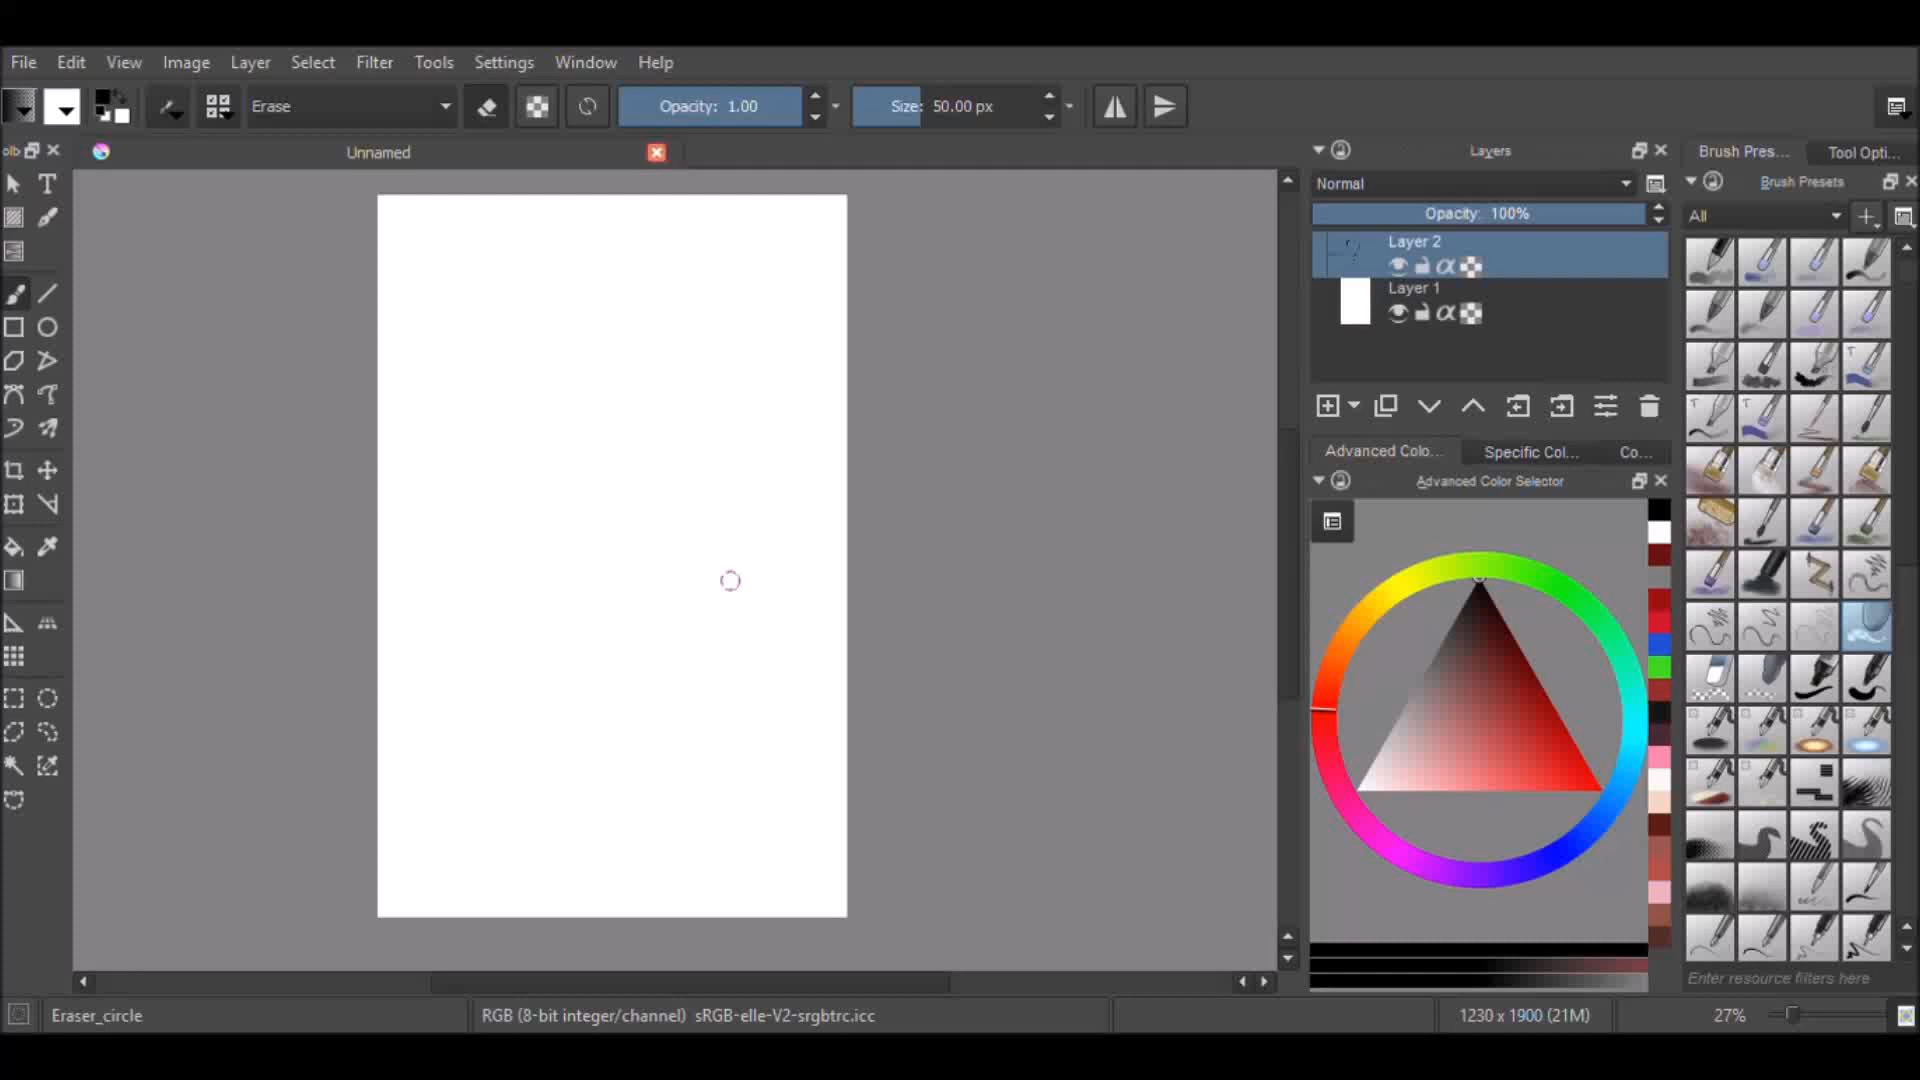 File Edit View Image Layer Select Filter Tools Settings Window Help
Erase Opacity: 1.00 Size: 50.00 px
Unnamed
Layers
Normal
Opacity: 100%
Layer 2
Layer 1
Advanced Colo... Specific Col... Co...
Advanced Color Selector
Brush Pres... Tool Opti...
Brush Presets
All
Enter resource filters here
Eraser_circle RGB (8-bit integer/channel) sRGB-elle-V2-srgbtrc.icc 1230 x 1900 (21M) 27%